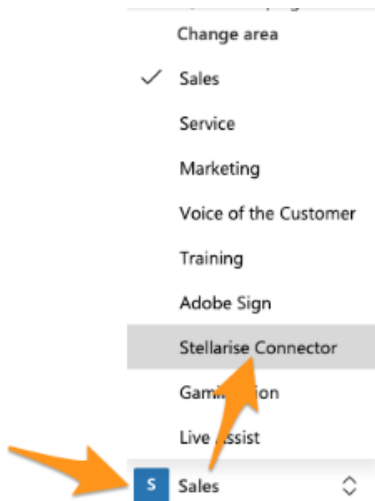 Change area
Sales
Service
Marketing
Voice of the Customer
Training
Adobe Sign
Stellarise Connector
Live Assist
S Sales